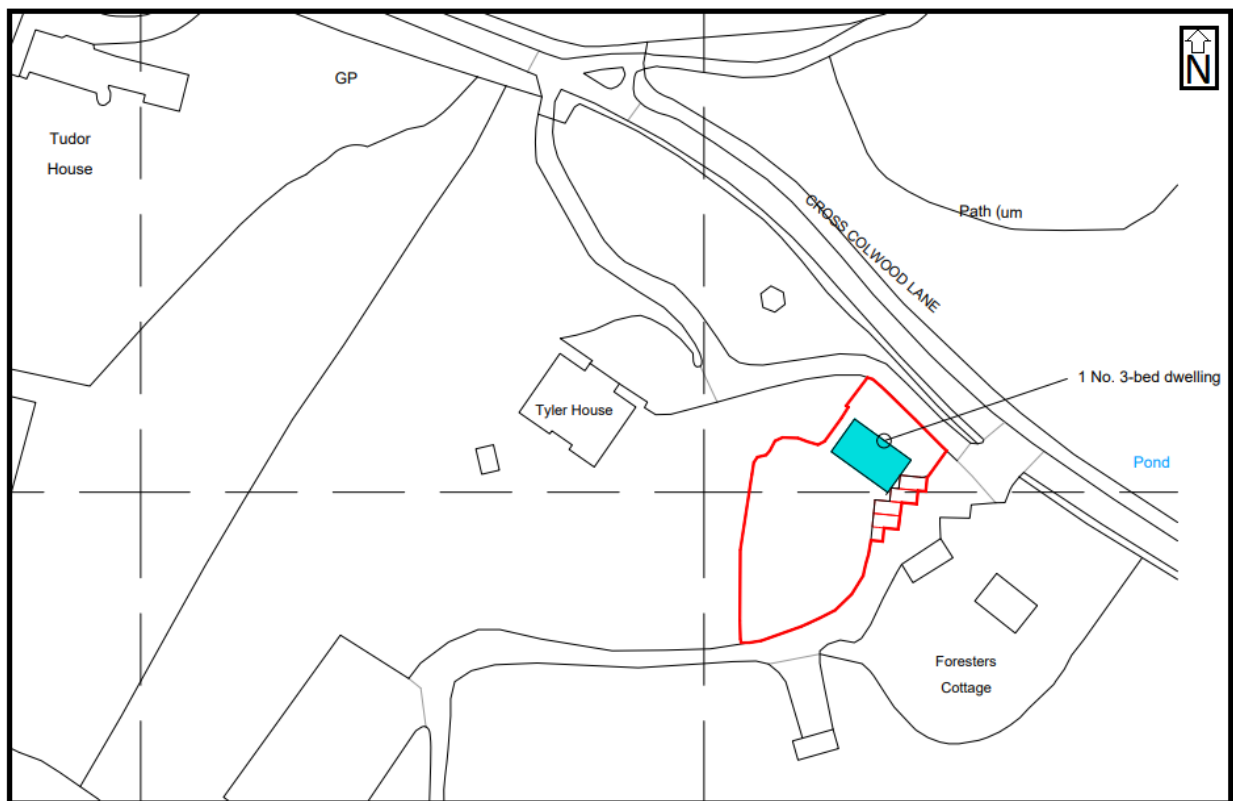 N
GP
Tudor
House
Path (um
CROSS COLWOOD LANE
1 No. 3-bed dwelling
Tyler House
Pond
Foresters
Cottage